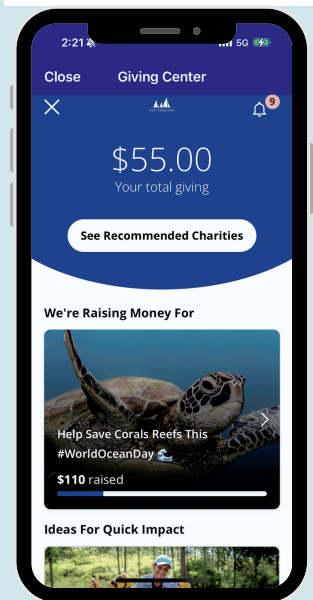 2:21 5G
Close Giving Center
9
$55.00
Your total giving
See Recommended Charities
We're Raising Money For
Help Save Corals Reefs This
#WorldOceanDay 🌊
$110 raised
Ideas For Quick Impact